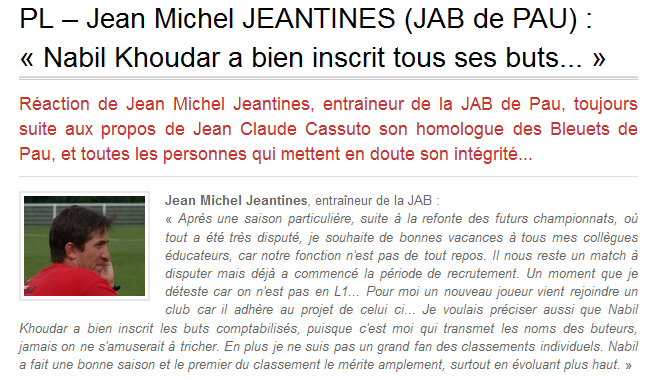 PL – Jean Michel JEANTINES (JAB de PAU) :
« Nabil Khoudar a bien inscrit tous ses buts... »
Réaction de Jean Michel Jeantines, entraineur de la JAB de Pau, toujours
suite aux propos de Jean Claude Cassuto son homologue des Bleuets de
Pau, et toutes les personnes qui mettent en doute son intégrité...
Jean Michel Jeantines, entraîneur de la JAB :
« Après une saison particulière, suite à la refonte des futurs championnats, où
tout a été très disputé, je souhaite de bonnes vacances à tous mes collègues
éducateurs, car notre fonction n'est pas de tout repos. Il nous reste un match à
disputer mais déjà a commencé la période de recrutement. Un moment que je
déteste car on n'est pas en L1... Pour moi un nouveau joueur vient rejoindre un
club car il adhère au projet de celui ci... Je voulais préciser aussi que Nabil
Khoudar a bien inscrit les buts comptabilisés, puisque c'est moi qui transmet les noms des buteurs,
jamais on ne s'amuserait à tricher. En plus je ne suis pas un grand fan des classements individuels. Nabil
a fait une bonne saison et le premier du classement le mérite amplement, surtout en évoluant plus haut. »